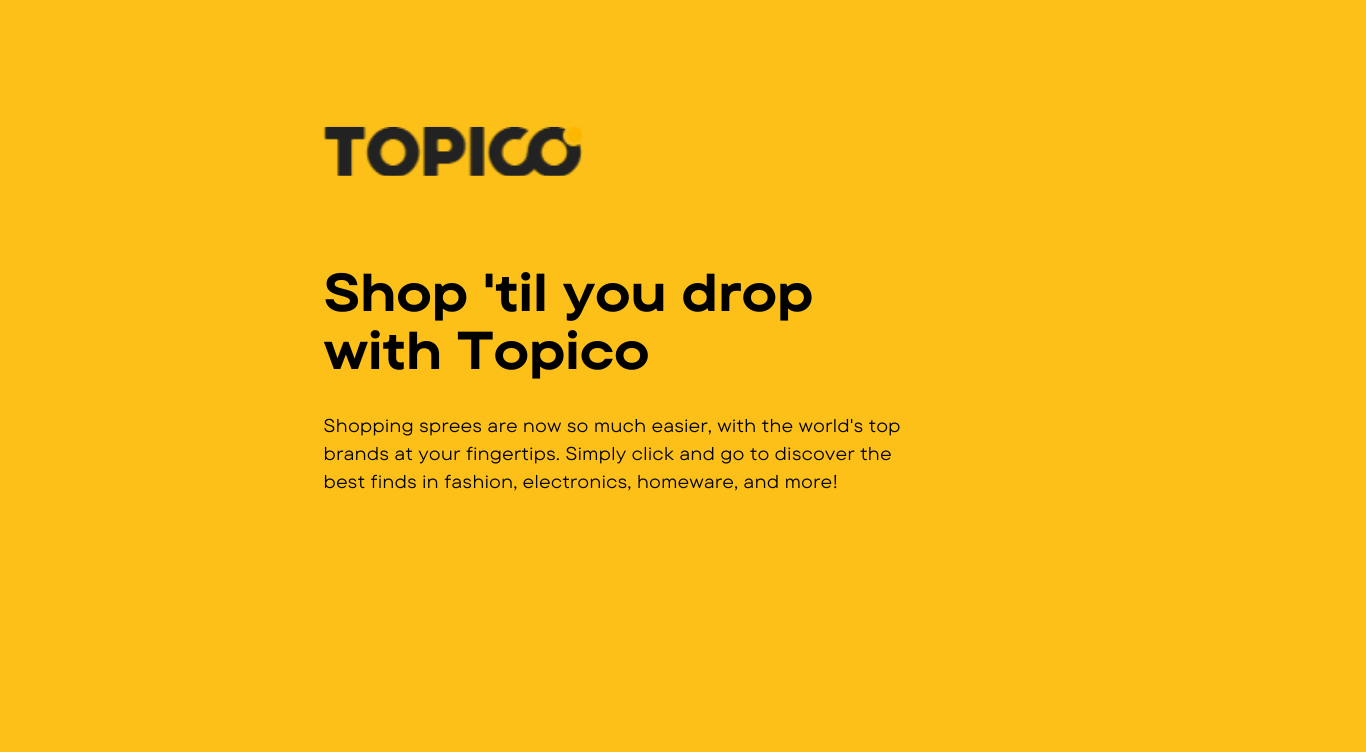 TOPICO
Shop 'til you drop
with Topico
Shopping sprees are now so much easier, with the world's top
brands at your fingertips. Simply click and go to discover the
best finds in fashion, electronics, homeware, and more!